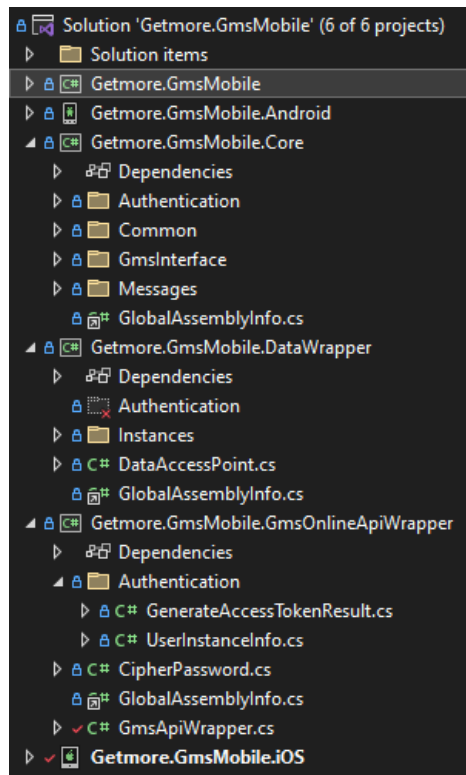 Solution 'Getmore.GmsMobile' (6 of 6 projects)
Solution items
C# Getmore.GmsMobile
Getmore.GmsMobile.Android
C# Getmore.GmsMobile.Core
Dependencies
Authentication
Common
GmsInterface
Messages
GlobalAssemblyInfo.cs
C# Getmore.GmsMobile.DataWrapper
Dependencies
Authentication
Instances
C# DataAccessPoint.cs
GlobalAssemblyInfo.cs
C# Getmore.GmsMobile.GmsOnlineApiWrapper
Dependencies
Authentication
C# GenerateAccessTokenResult.cs
C# UserInstanceInfo.cs
C# CipherPassword.cs
GlobalAssemblyInfo.cs
C# GmsApiWrapper.cs
Getmore.GmsMobile.iOS